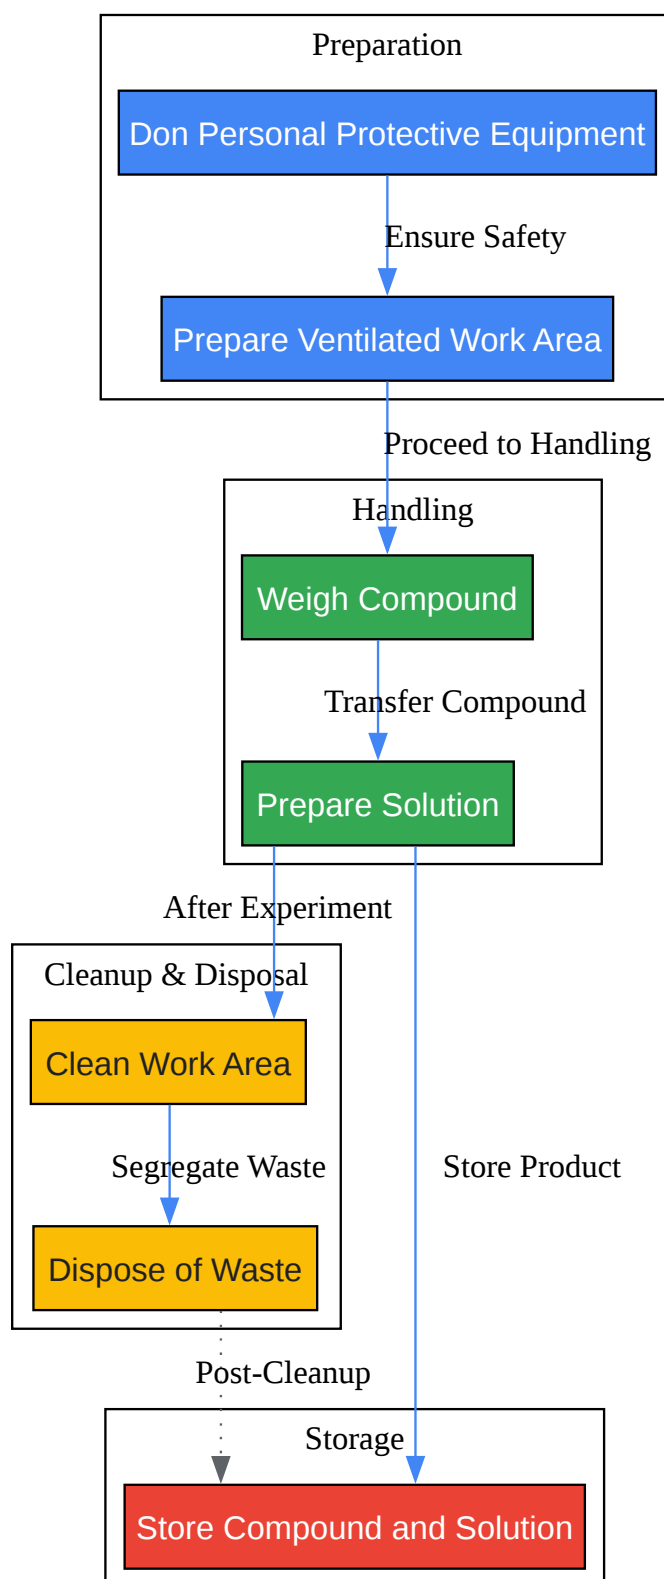 Preparation
Don Personal Protective Equipment
Ensure Safety
Prepare Ventilated Work Area
Proceed to Handling
Handling
Weigh Compound
Transfer Compound
Prepare Solution
After Experiment
Cleanup & Disposal
Clean Work Area
Segregate Waste
Store Product
Dispose of Waste
Post-Cleanup
Storage
Store Compound and Solution